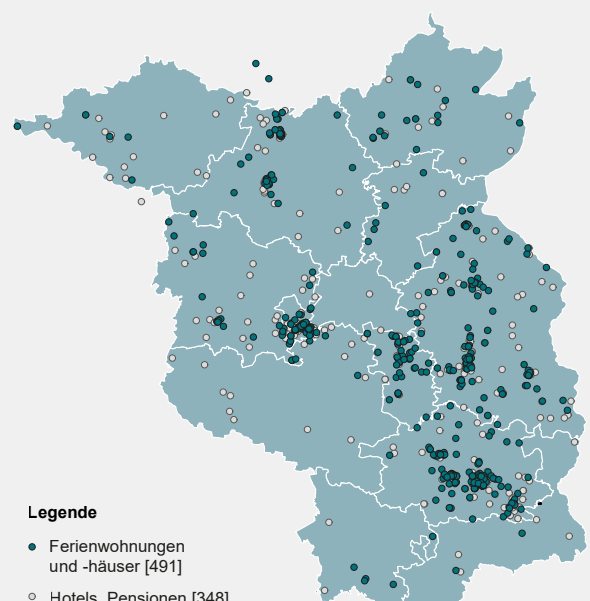 Legende
Ferienwohnungen
und -häuser [491]
Hotels, Pensionen [348]